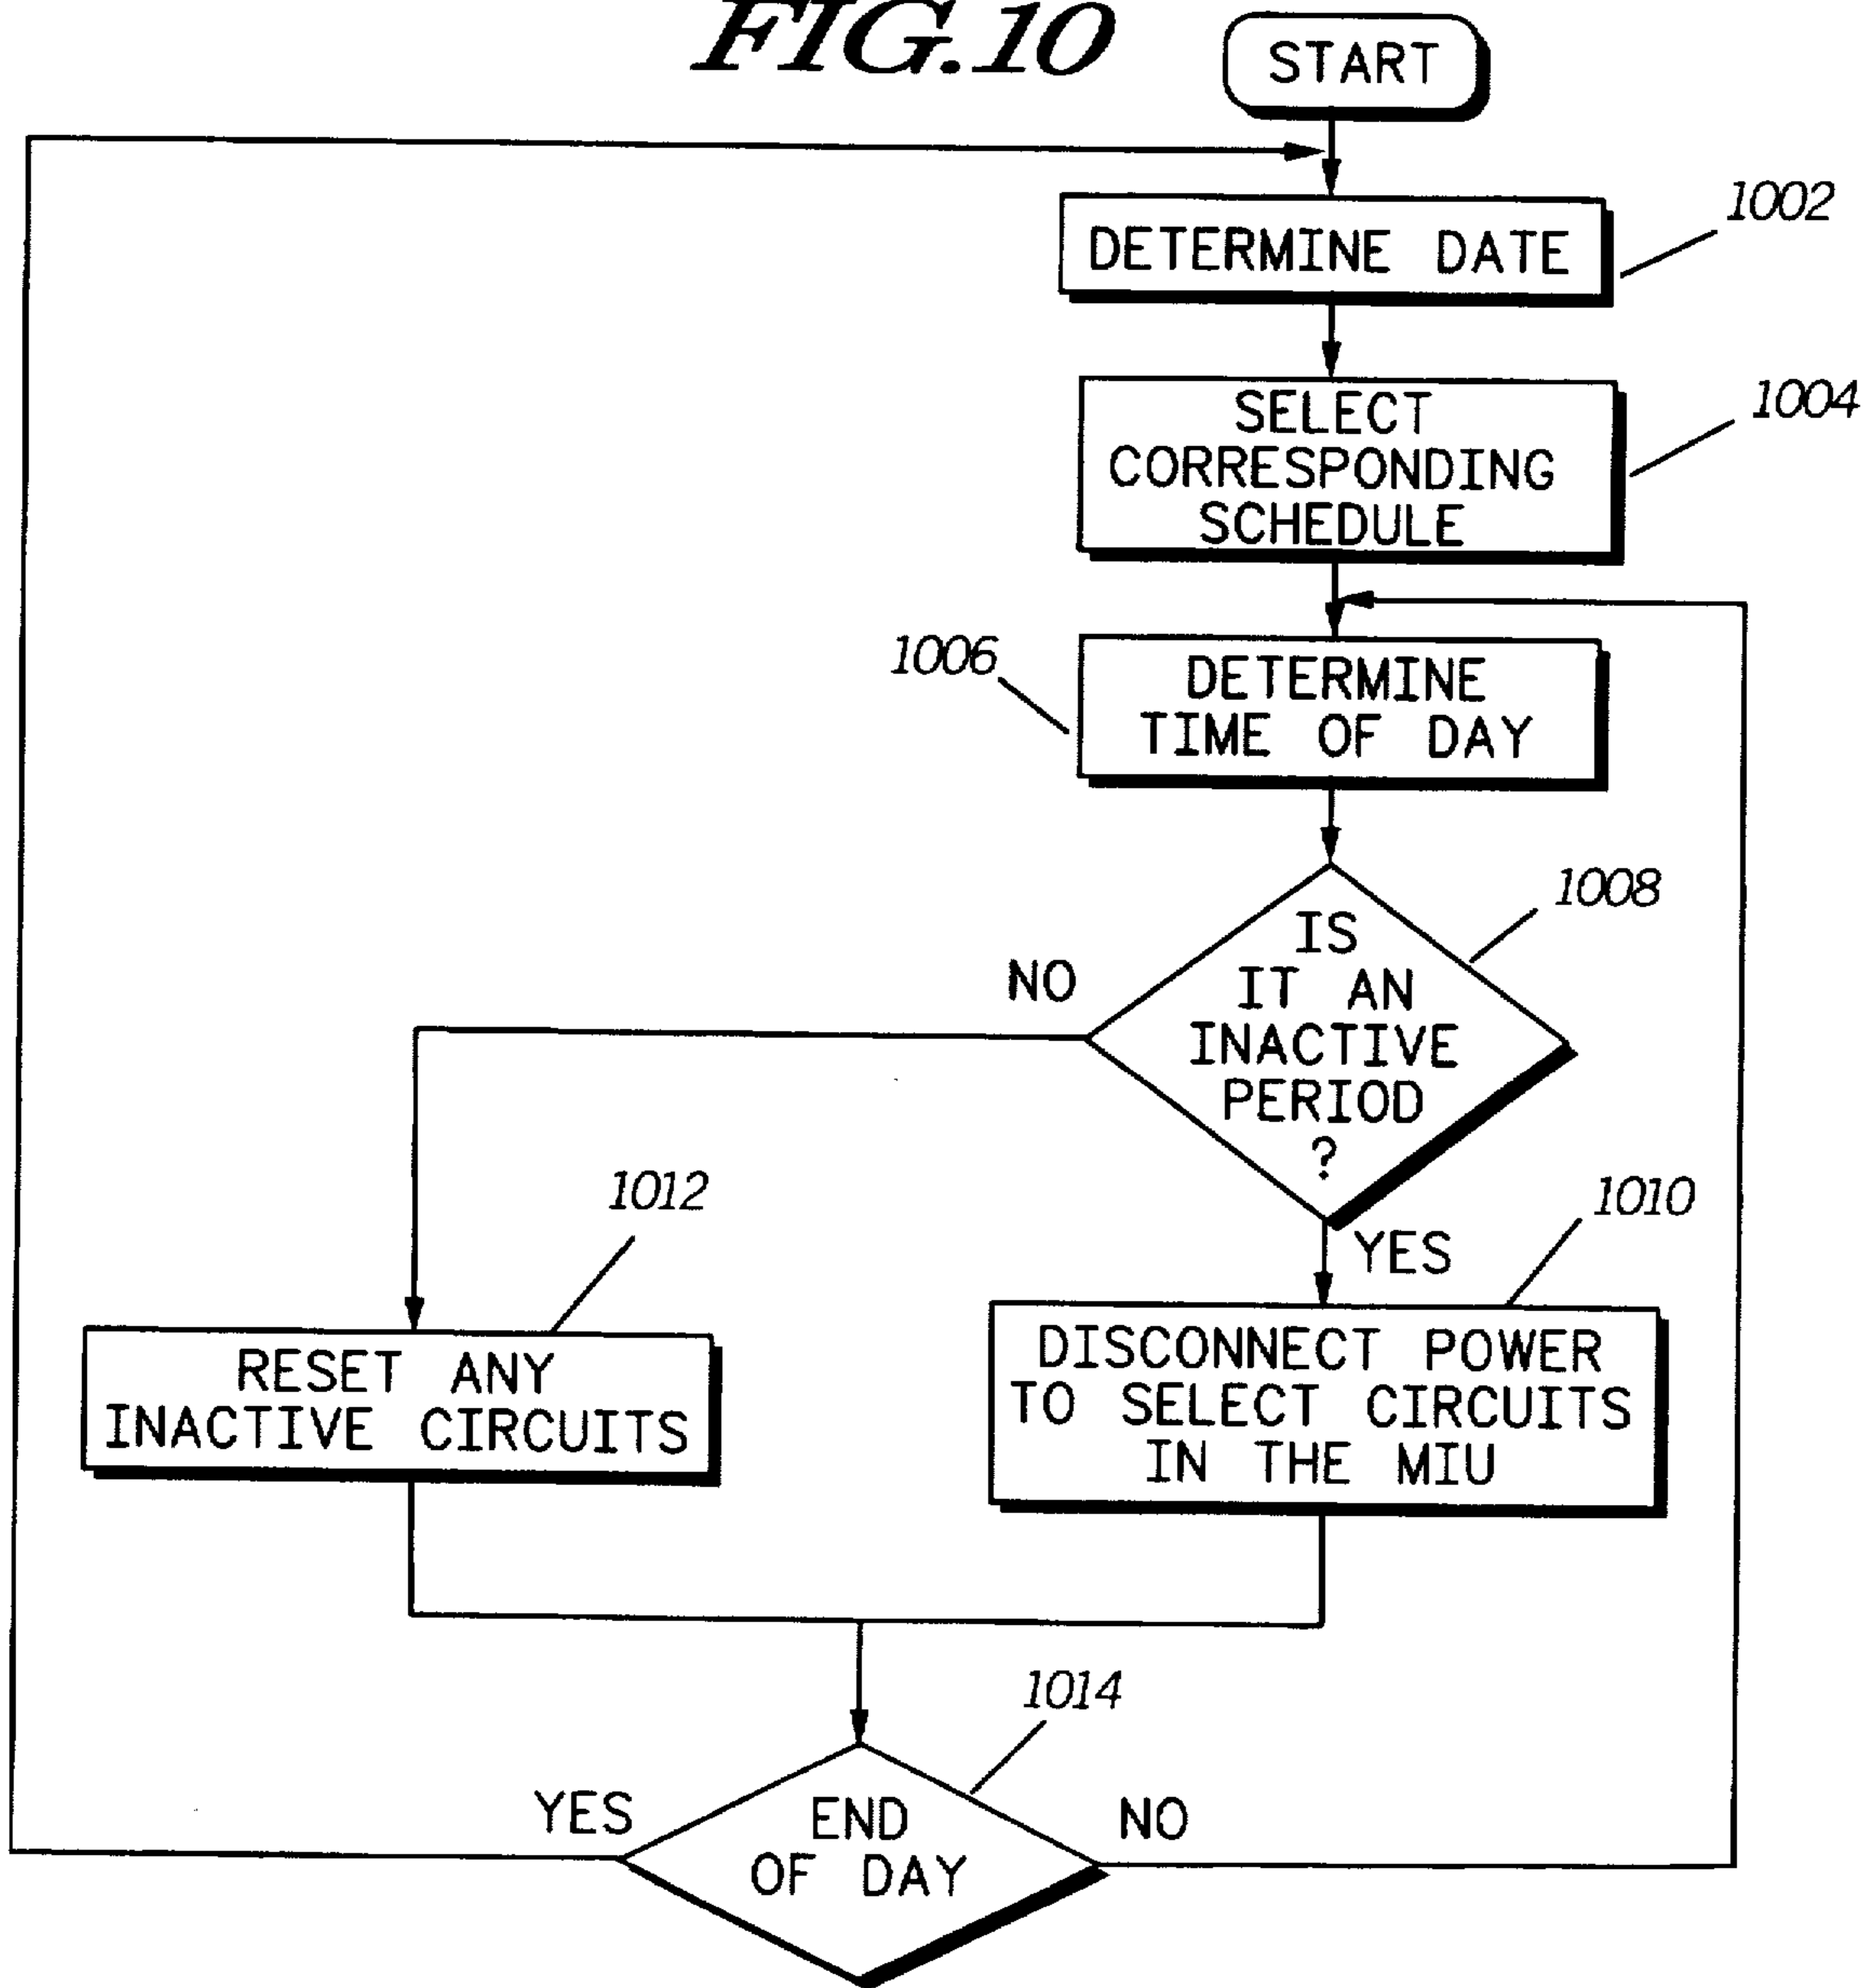 FIG.10
START
1002
DETERMINE DATE
1004
SELECT
CORRESPONDING
SCHEDULE
1006
DETERMINE
TIME OF DAY
1008
IS
IT AN
INACTIVE
PERIOD
?
NO
YES
1012
RESET ANY
INACTIVE CIRCUITS
1010
DISCONNECT POWER
TO SELECT CIRCUITS
IN THE MIU
1014
END
OF DAY
YES
NO